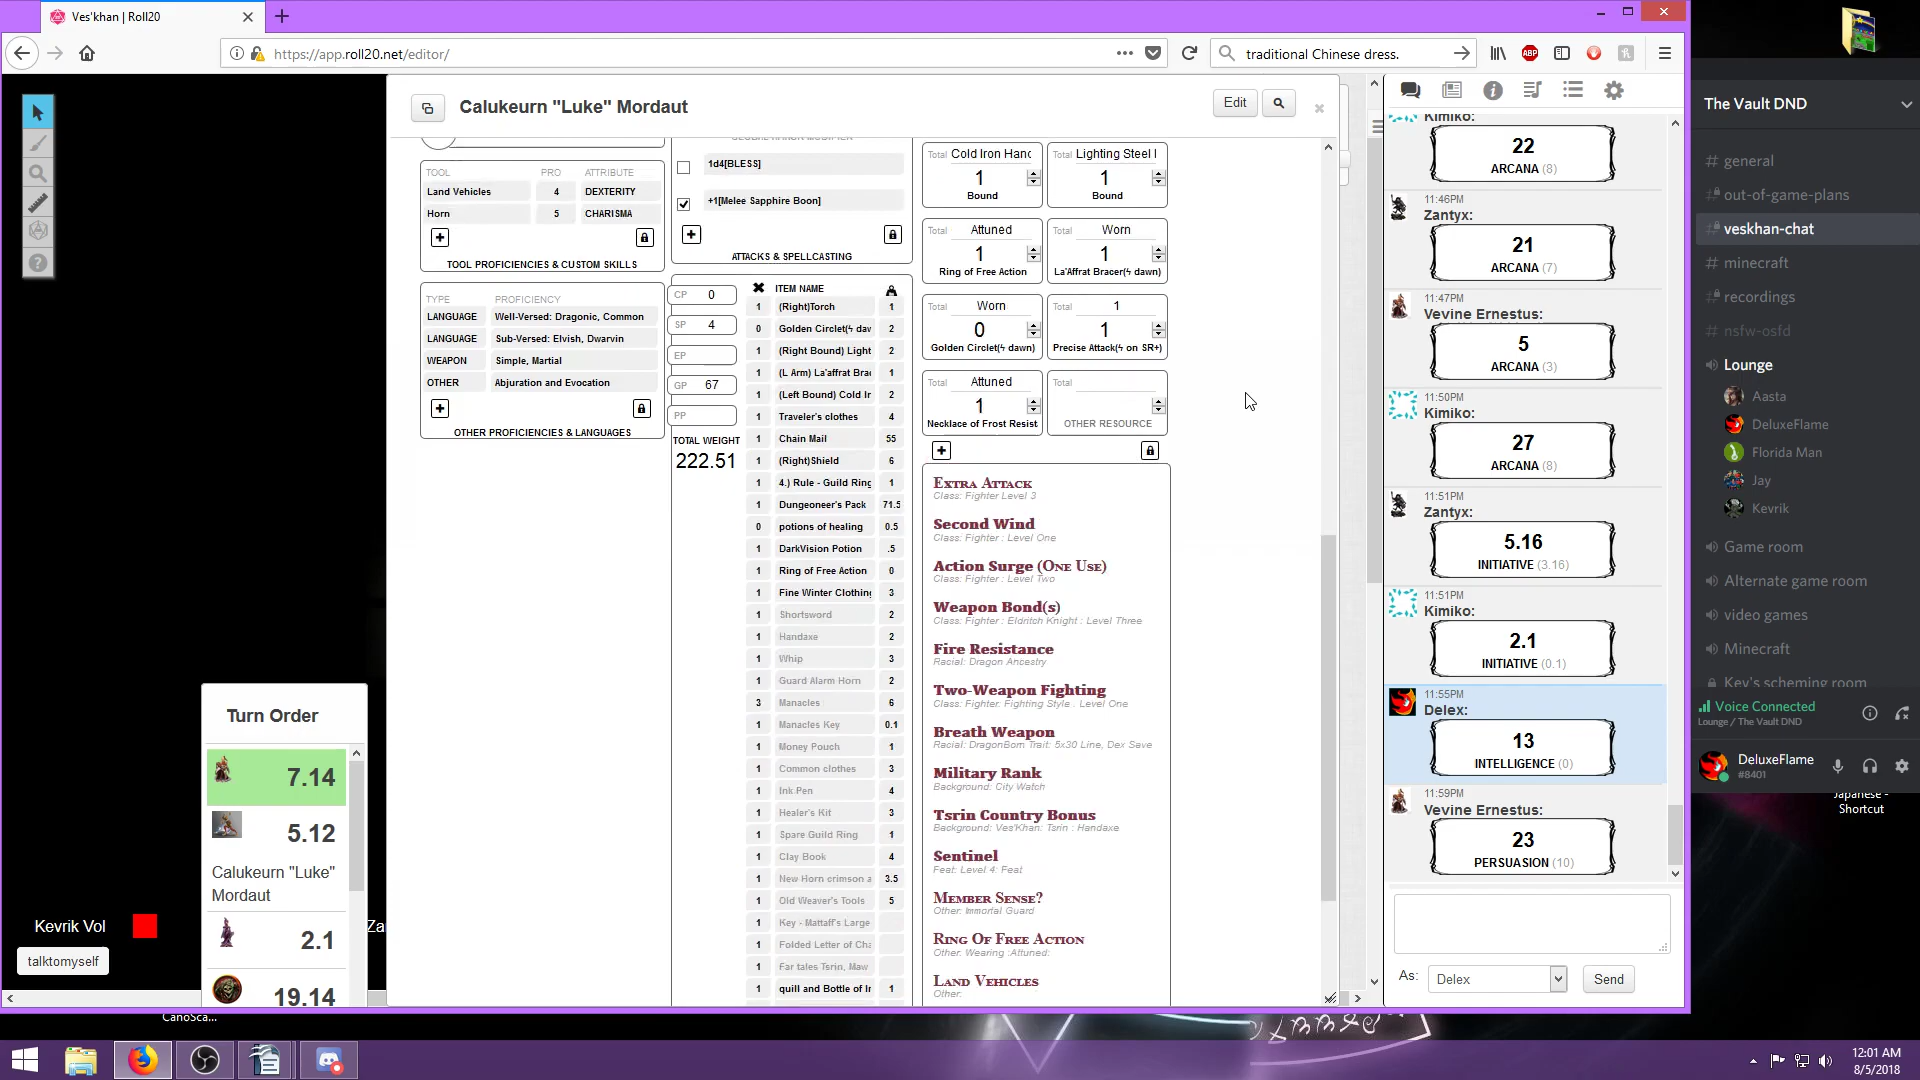 Ves'khan | Roll20
https://app.roll20.net/editor/
traditional Chinese dress.
ABP
Calukeurn "Luke" Mordaut
Edit
TOOL PRO ATTRIBUTE
Land Vehicles 4 DEXTERITY
Horn 5 CHARISMA
TOOL PROFICIENCIES & CUSTOM SKILLS
TYPE PROFICIENCY
LANGUAGE Well-Versed: Dragonic, Common
LANGUAGE Sub-Versed: Elvish, Dwarvin
WEAPON Simple, Martial
OTHER Abjuration and Evocation
OTHER PROFICIENCIES & LANGUAGES
1d4[BLESS]
+1[Melee Sapphire Boon]
ATTACKS & SPELLCASTING
CP 0
SP 4
EP
GP 67
PP
TOTAL WEIGHT
222.51
ITEM NAME
1 (Right)Torch 1
0 Golden Circlet(ϟ daw 2
1 (Right Bound) Light 2
1 (L Arm) La'affrat Brac 1
1 (Left Bound) Cold Ir 2
1 Traveler's clothes 4
1 Chain Mail 55
1 (Right)Shield 6
1 4.) Rule - Guild Ring 1
1 Dungeoneer's Pack 71.5
0 potions of healing 0.5
1 DarkVision Potion .5
1 Ring of Free Action 0
1 Fine Winter Clothing 3
1 Shortsword 2
1 Handaxe 2
1 Whip 3
1 Guard Alarm Horn 2
3 Manacles 6
1 Manacles Key 0.1
1 Money Pouch 1
1 Common clothes 3
1 Ink Pen 4
1 Healer's Kit 3
1 Spare Guild Ring 1
1 Clay Book 4
1 New Horn crimson a 3.5
1 Old Weaver's Tools 5
1 Key - Mattaff's Large
1 Folded Letter of Cha
1 Far tales Tsrin, Maw
1 quill and Bottle of Ir 1
Total Cold Iron Hanc
1
Bound
Total Lighting Steel I
1
Bound
Total Attuned
1
Ring of Free Action
Total Worn
1
La'Affrat Bracer(ϟ dawn)
Total Worn
0
Golden Circlet(ϟ dawn)
Total 1
1
Precise Attack(ϟ on SR+)
Total Attuned
1
Necklace of Frost Resist
Total
OTHER RESOURCE
EXTRA ATTACK
Class: Fighter Level 3
Second Wind
Class: Fighter : Level One
Action Surge (ONE USE)
Class: Fighter : Level Two
Weapon Bond(s)
Class: Fighter : Eldritch Knight : Level Three
Fire Resistance
Racial: Dragon Ancestry
Two-Weapon Fighting
Class: Fighter: Fighting Style : Level One
Breath Weapon
Racial: DragonBorn Trait: 5x30 Line, Dex Save
Military Rank
Background: City Watch
Tsrin Country Bonus
Background: Ves'Khan: Tsrin : Handaxe
Sentinel
Feat: Level 4: Feat
MEMBER SENSE?
Other: Immortal Guard
RING OF FREE ACTION
Other: Wearing :Attuned:
LAND VEHICLES
Other:
Turn Order
7.14
5.12
Calukeurn "Luke"
Mordaut
2.1
19.14
Kevrik Vol
Za
talktomyself
Kimiko:
22
ARCANA (8)
11:46PM
Zantyx:
21
ARCANA (7)
11:47PM
Vevine Ernestus:
5
ARCANA (3)
11:50PM
Kimiko:
27
ARCANA (8)
11:51PM
Zantyx:
5.16
INITIATIVE (3.16)
11:51PM
Kimiko:
2.1
INITIATIVE (0.1)
11:55PM
Delex:
13
INTELLIGENCE (0)
11:59PM
Vevine Ernestus:
23
PERSUASION (10)
As: Delex Send
The Vault DND
# general
# out-of-game-plans
# veskhan-chat
# minecraft
# recordings
# nsfw-osfd
Lounge
Aasta
DeluxeFlame
Florida Man
Jay
Kevrik
Game room
Alternate game room
video games
Minecraft
Kev's scheming room
Voice Connected
Lounge / The Vault DND
DeluxeFlame
#8401
Japanese -
Shortcut
CanoSca...
12:01 AM
8/5/2018